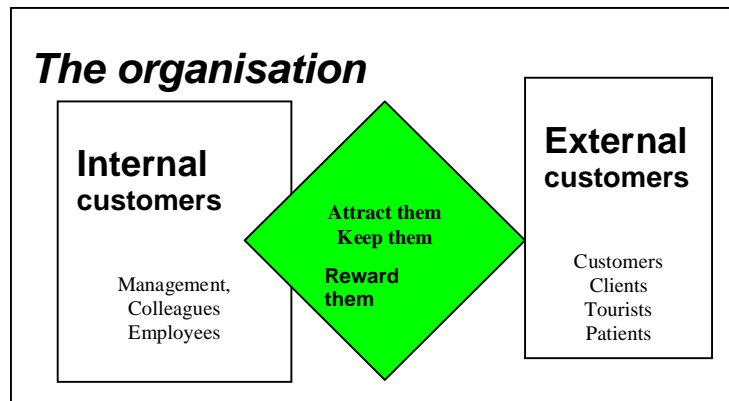 The organisation
Internal
customers
Management,
Colleagues
Employees
Attract them
Keep them
Reward
them
External
customers
Customers
Clients
Tourists
Patients